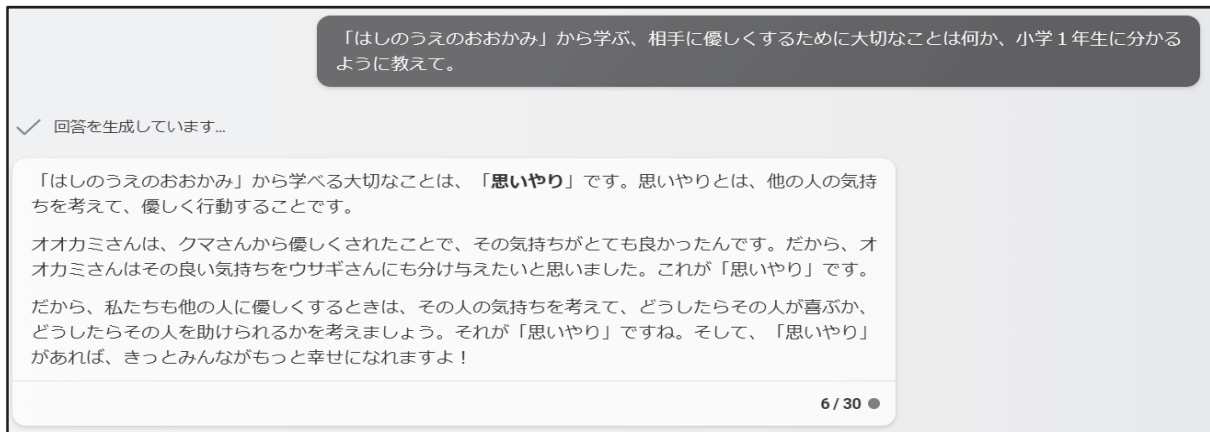 「はしのうえのおおかみ」から学ぶ、相手に優しくするために大切なことは何か、小学１年生に分かる
ように教えて。
回答を生成しています...
「はしのうえのおおかみ」から学べる大切なことは、「思いやり」です。思いやりとは、他の人の気持
ちを考えて、優しく行動することです。
オオカミさんは、クマさんから優しくされたことで、その気持ちがとても良かったんです。だから、オ
オカミさんはその良い気持ちをウサギさんにも分け与えたいと思いました。これが「思いやり」です。
だから、私たちも他の人に優しくするときは、その人の気持ちを考えて、どうしたらその人が喜ぶか、
どうしたらその人を助けられるかを考えましょう。それが「思いやり」ですね。そして、「思いやり」
があれば、きっとみんながもっと幸せになれますよ！
6 / 30